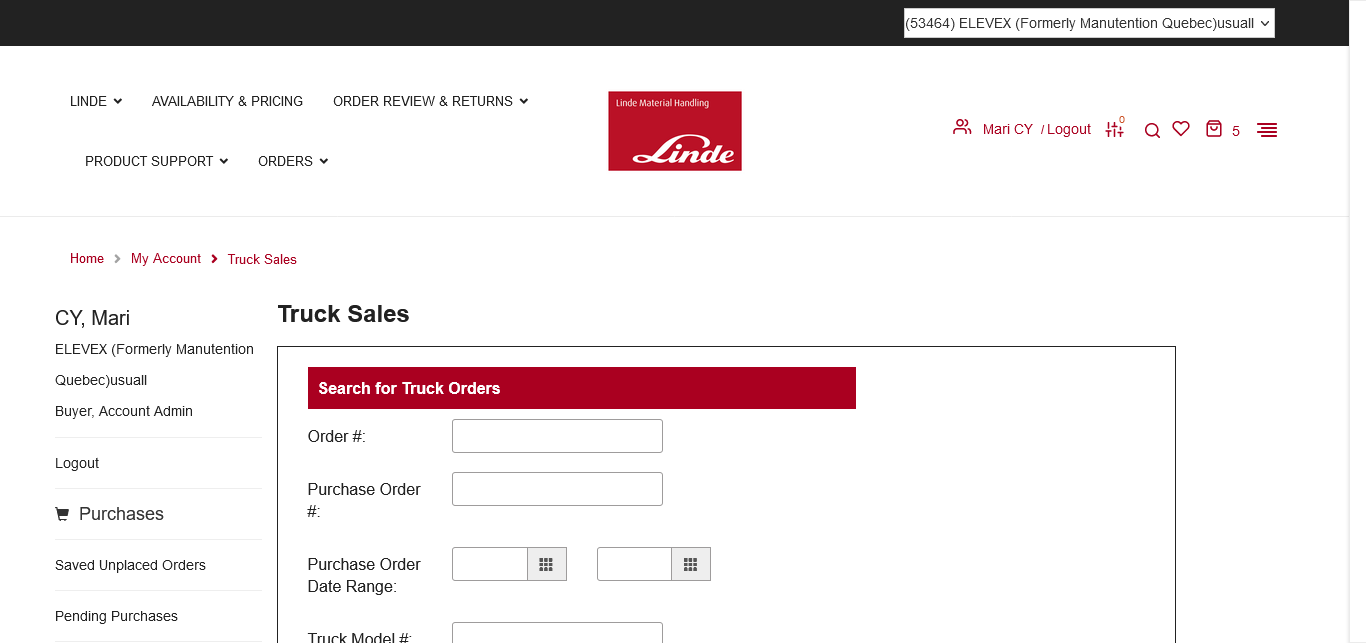 (53464) ELEVEX (Formerly Manutention Quebec)usuall
LINDE
AVAILABILITY & PRICING
ORDER REVIEW & RETURNS
PRODUCT SUPPORT
ORDERS
Linde Material Handling
Linde
Mari CY / Logout
0
5
Home
My Account
Truck Sales
CY, Mari
ELEVEX (Formerly Manutention
Quebec)usuall
Buyer, Account Admin
Logout
Purchases
Saved Unplaced Orders
Pending Purchases
Truck Sales
Search for Truck Orders
Order #:
Purchase Order
#:
Purchase Order
Date Range:
Truck Model #: